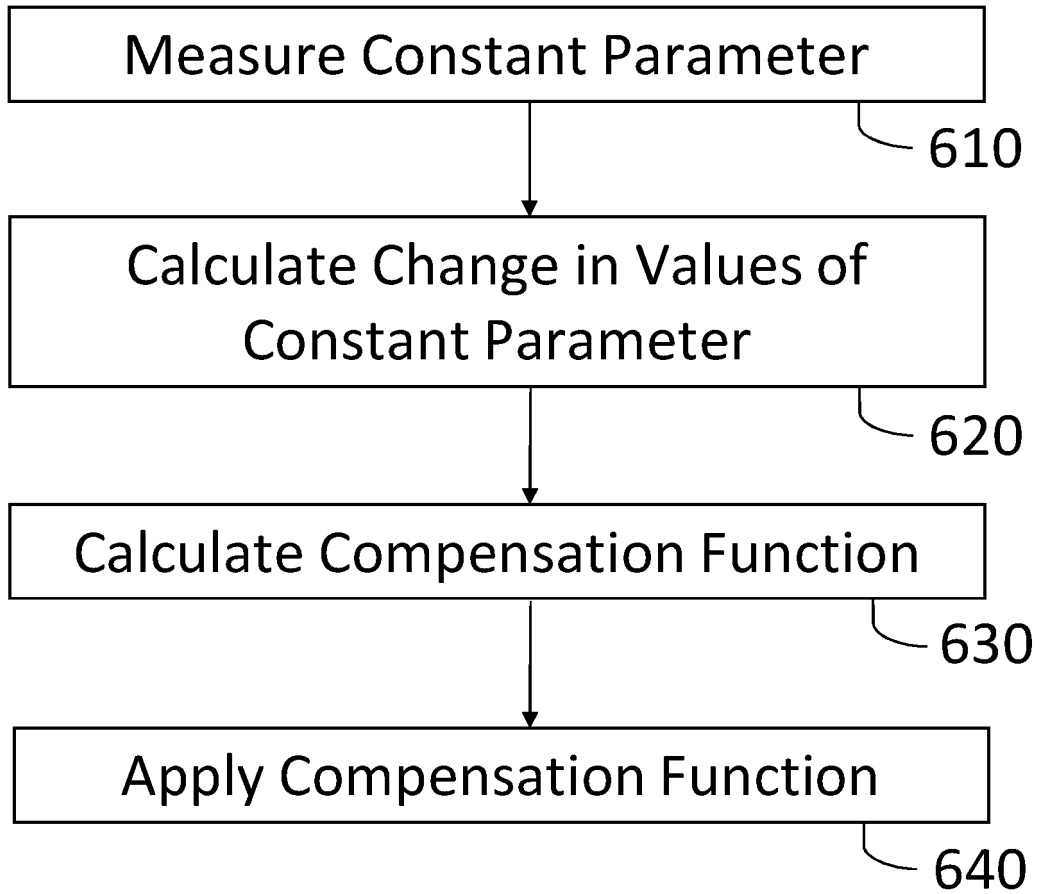 Measure Constant Parameter
610
Calculate Change in Values of
Constant Parameter
620
Calculate Compensation Function
630
Apply Compensation Function
640